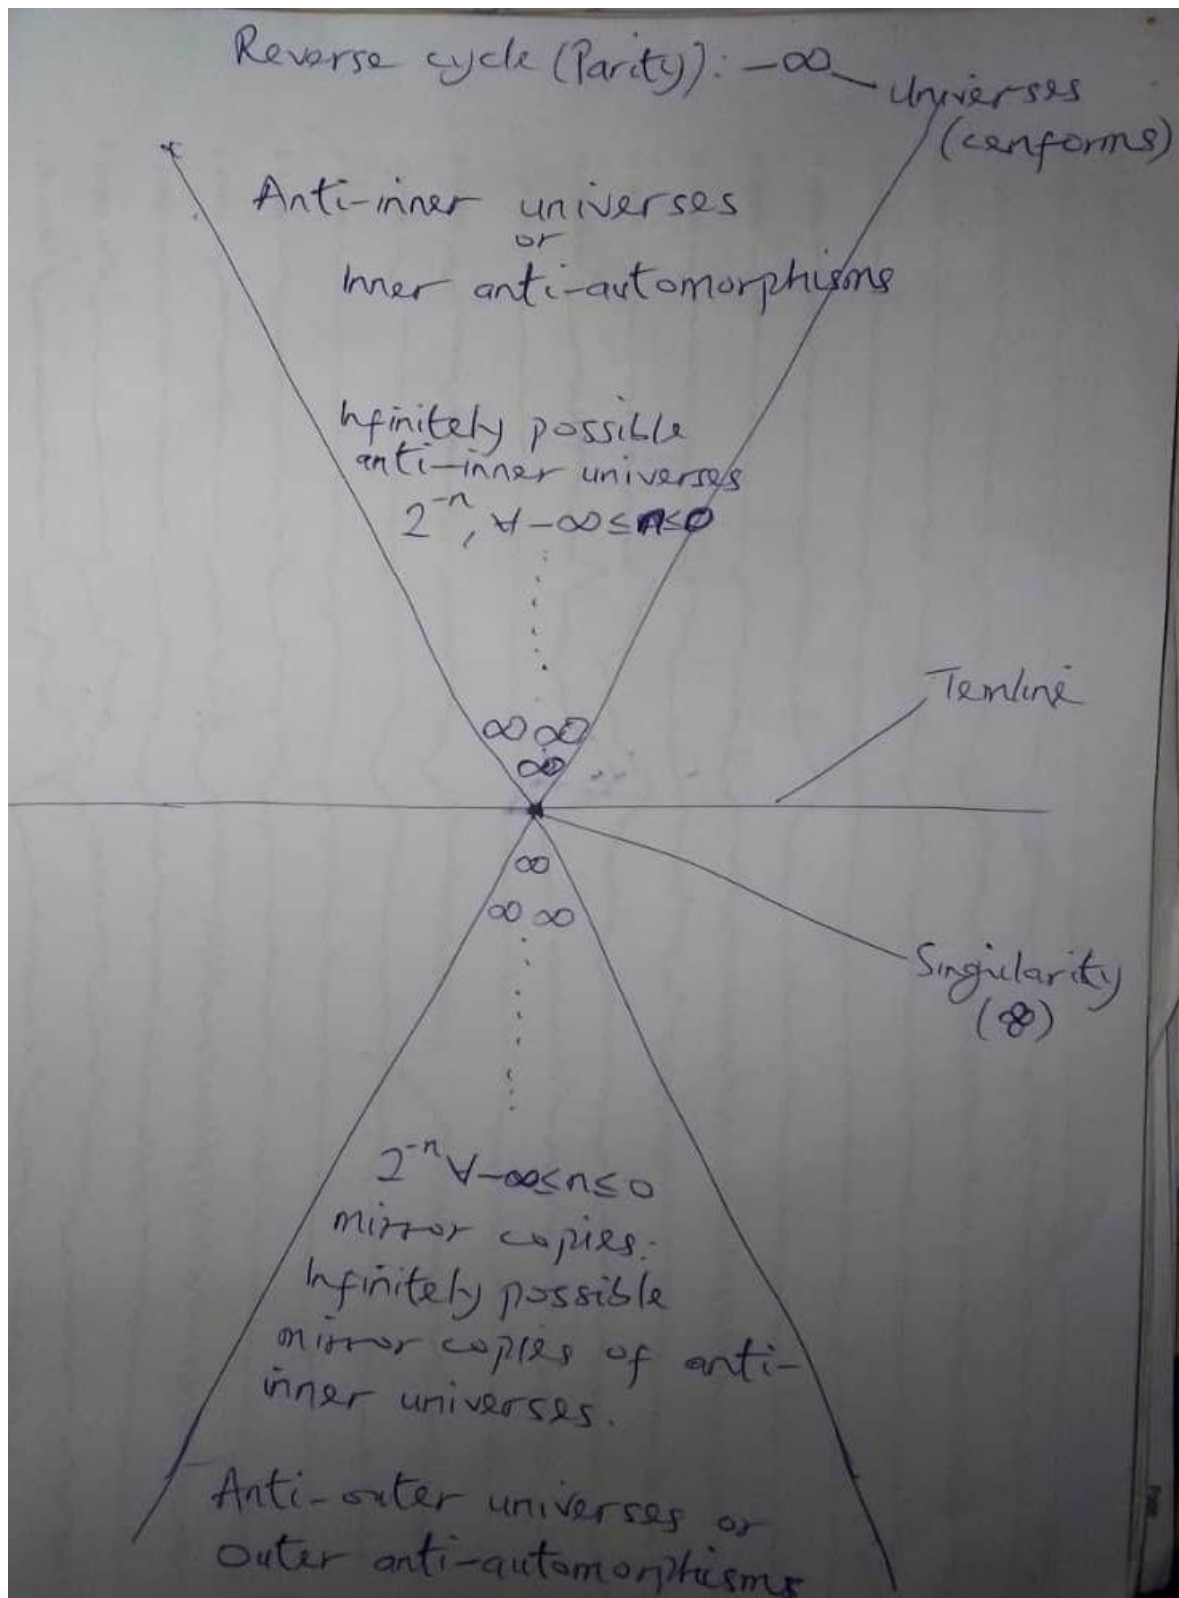 Reverse cycle (Parity): -∞
Universes
(conforms)
Anti-inner universes
or
Inner anti-automorphisms
Infinitely possible
anti-inner universes
2⁻ⁿ, ∀ -∞ ≤ n ≤ 0
∞ ∞
∞
Temline
∞
∞ ∞
Singularity
(∞)
2⁻ⁿ ∀ -∞ ≤ n ≤ 0
mirror copies.
Infinitely possible
mirror copies of anti-
inner universes.
Anti-outer universes or
outer anti-automorphisms